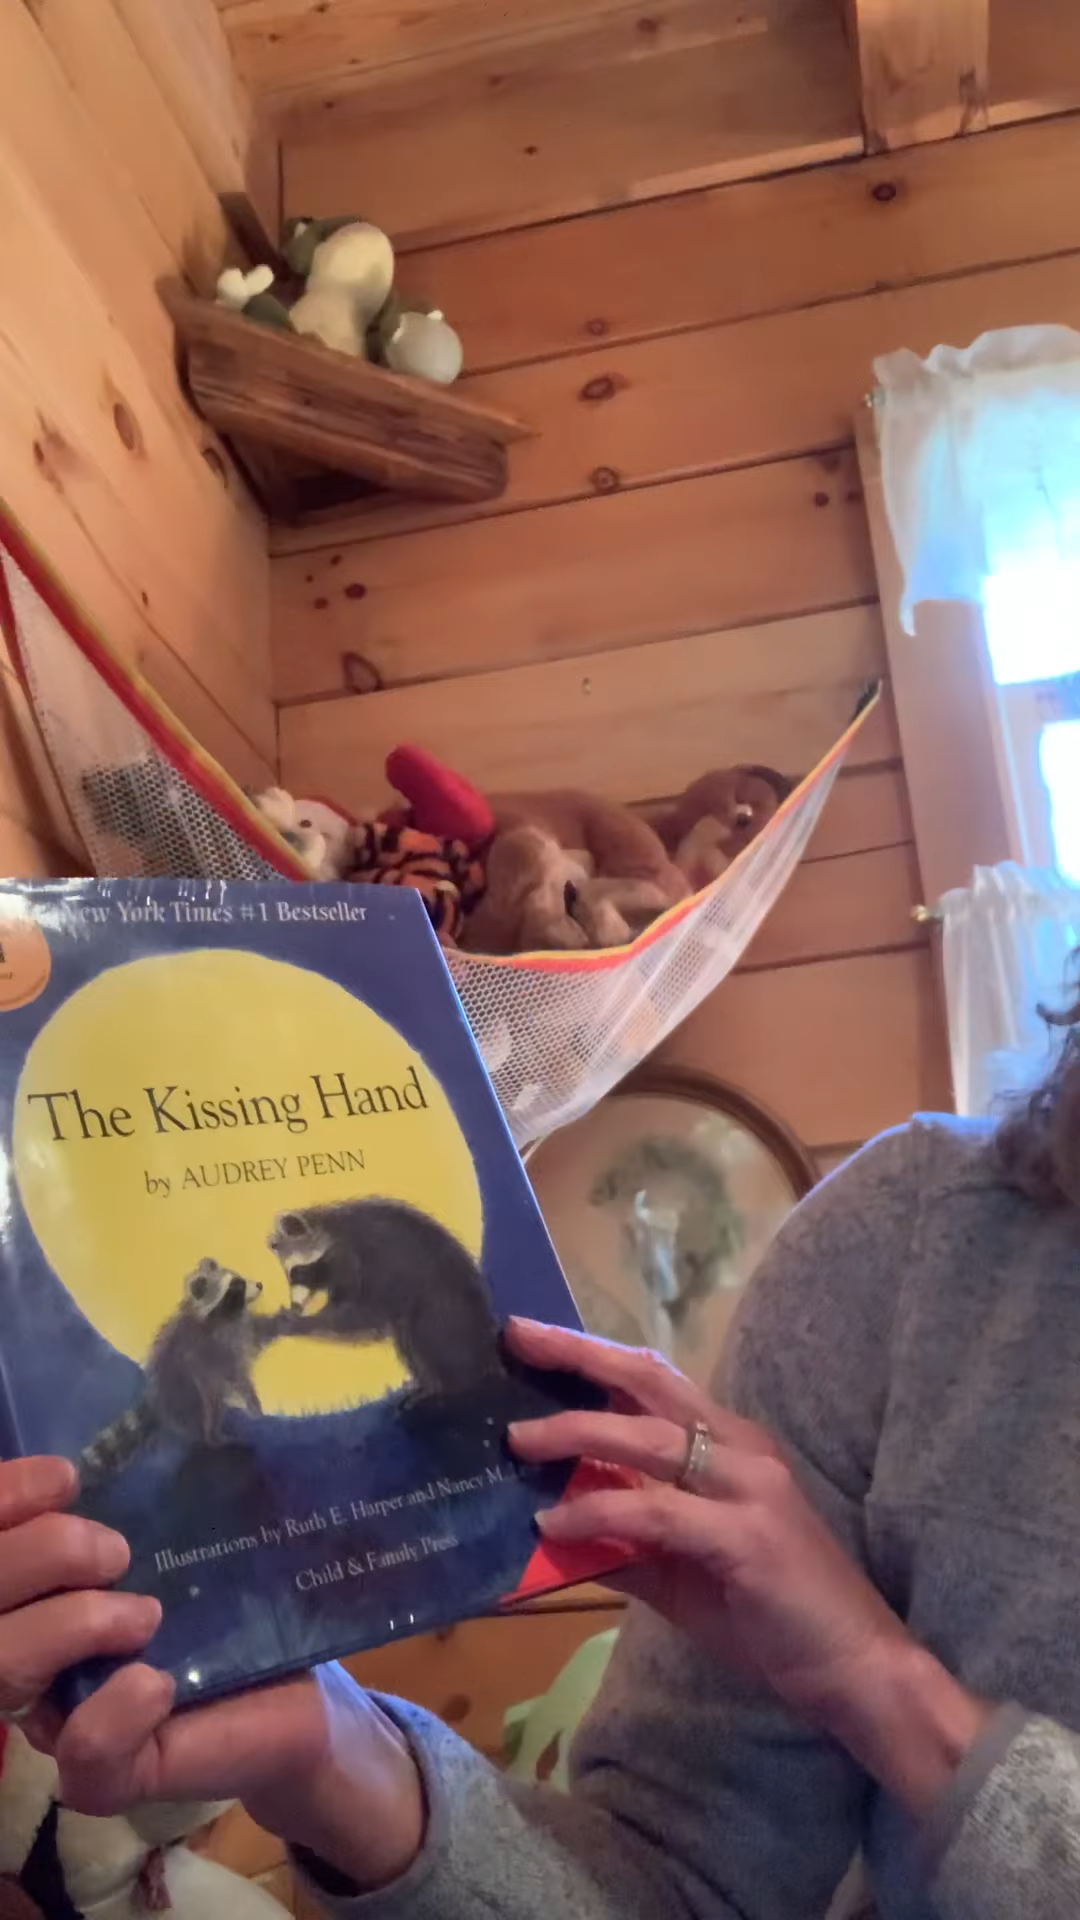 New York Times #1 Bestseller
The Kissing Hand
by AUDREY PENN
Illustrations by Ruth E. Harper and Nancy M.
Child & Family Press